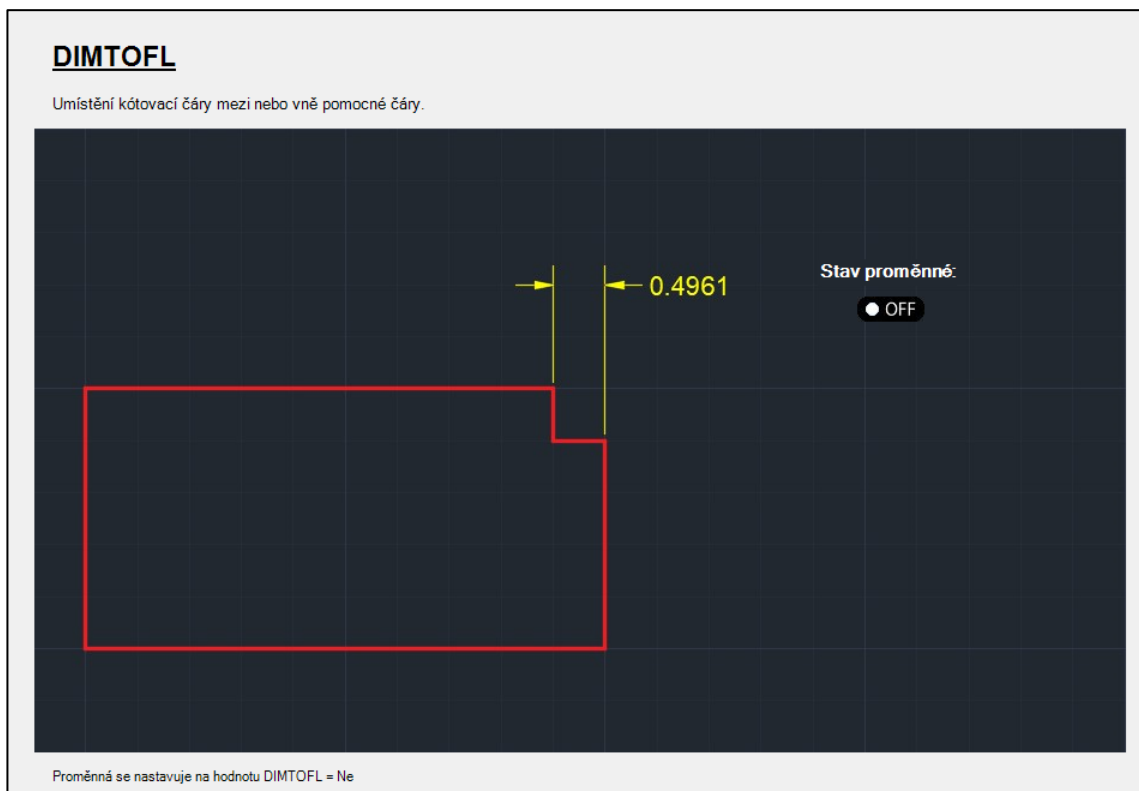 DIMTOFL
Umístění kótovací čáry mezi nebo vně pomocné čáry.
Stav proměnné:
OFF
0.4961
Proměnná se nastavuje na hodnotu DIMTOFL = Ne